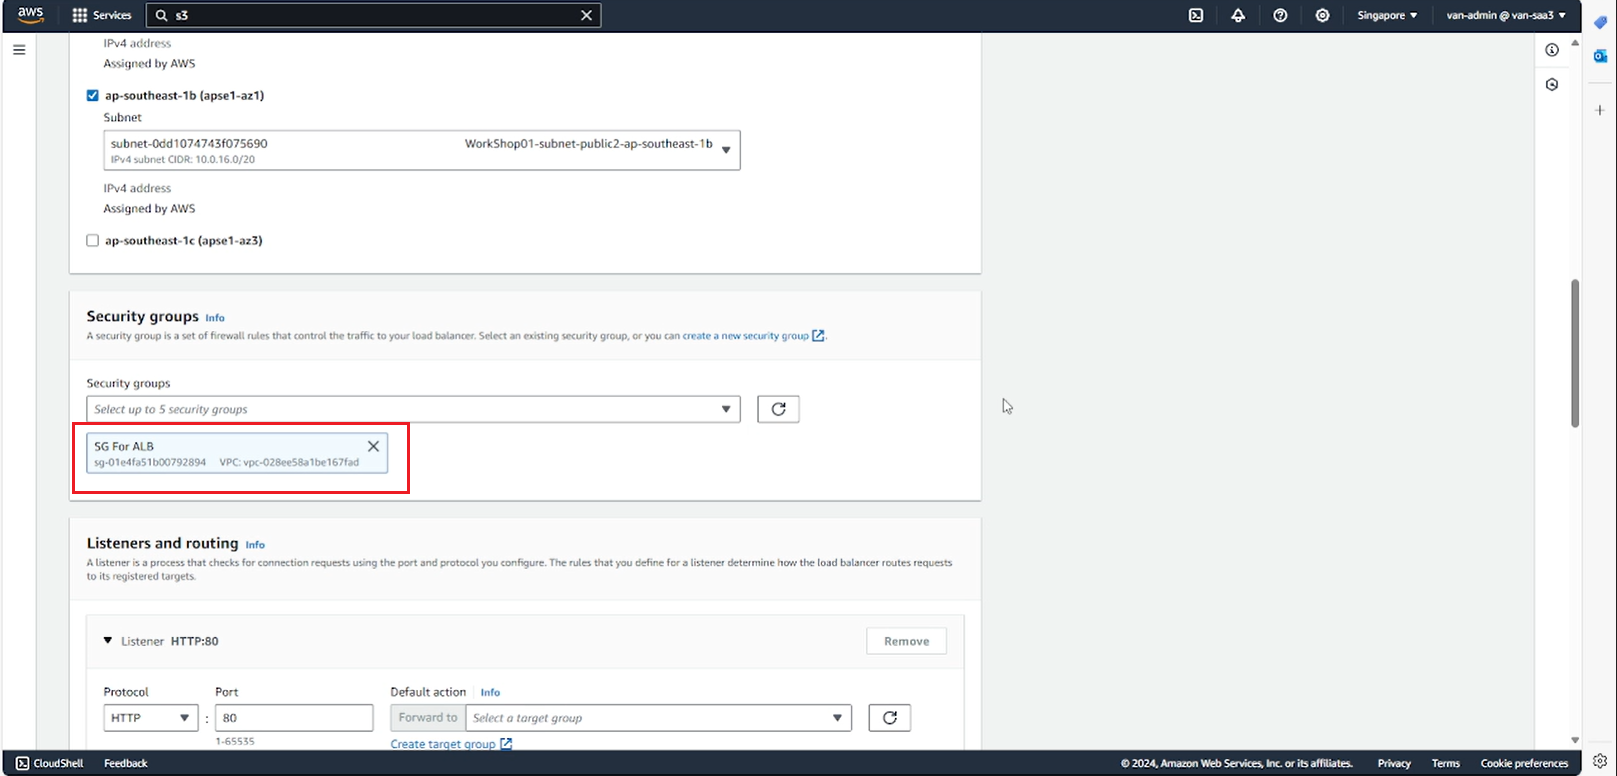 aws
Services
s3
Singapore
van-admin @ van-saa3
IPv4 address
Assigned by AWS
ap-southeast-1b (apse1-az1)
Subnet
subnet-0dd1074743f075690 WorkShop01-subnet-public2-ap-southeast-1b
IPv4 subnet CIDR: 10.0.16.0/20
IPv4 address
Assigned by AWS
ap-southeast-1c (apse1-az3)
Security groups Info
A security group is a set of firewall rules that control the traffic to your load balancer. Select an existing security group, or you can create a new security group.
Security groups
Select up to 5 security groups
SG For ALB
sg-01e4fa51b00792894 VPC: vpc-028ee58a1be167fad
Listeners and routing Info
A listener is a process that checks for connection requests using the port and protocol you configure. The rules that you define for a listener determine how the load balancer routes requests
to its registered targets.
Listener HTTP:80
Remove
Protocol Port Default action Info
HTTP : 80 Forward to Select a target group
1-65535
Create target group
CloudShell Feedback © 2024, Amazon Web Services, Inc. or its affiliates. Privacy Terms Cookie preferences